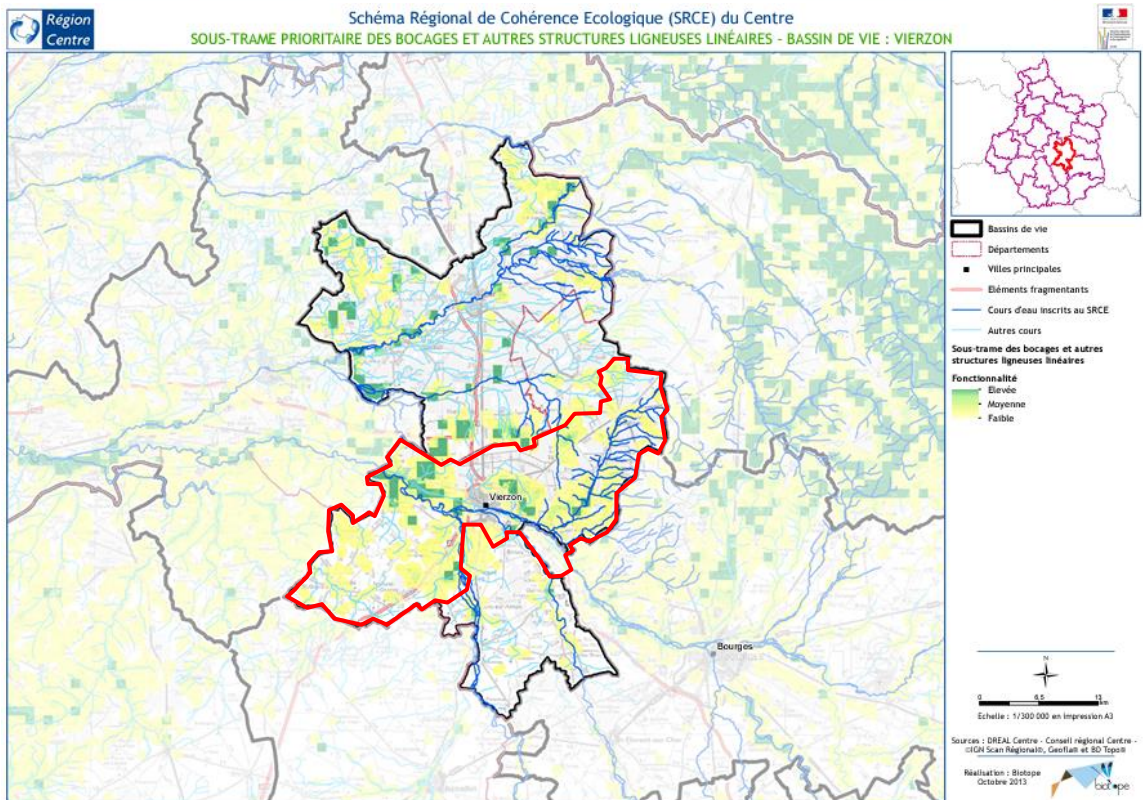 Région
Centre
Schéma Régional de Cohérence Ecologique (SRCE) du Centre
SOUS-TRAME PRIORITAIRE DES BOCAGES ET AUTRES STRUCTURES LIGNEUSES LINÉAIRES - BASSIN DE VIE : VIERZON
Vierzon
Bourges
Bassins de vie
Départements
Villes principales
Eléments fragmentants
Cours d'eau inscrits au SRCE
Autres cours
Sous-trame des bocages et autres
structures ligneuses linéaires
Fonctionnalité
Elevée
Moyenne
Faible
N
0 6,5 13
km
Echelle : 1/300 000 en impression A3
Sources : DREAL Centre - Conseil régional Centre -
©IGN Scan Régional®, Geofla® et BD Topo®
Réalisation : Biotope
Octobre 2013
biotope